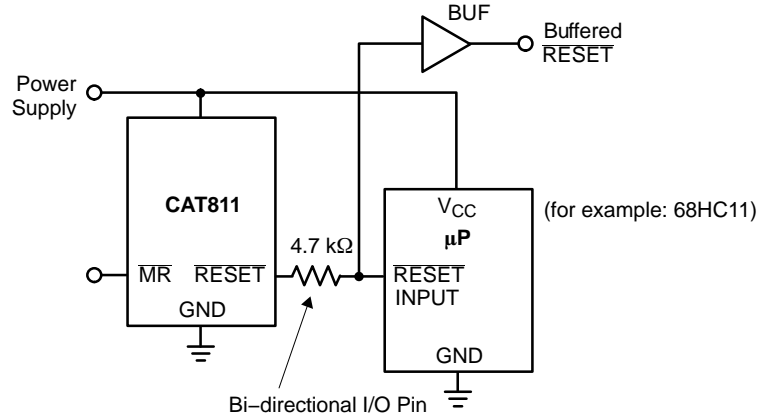 BUF
Buffered
RESET
Power
Supply
CAT811
VCC
(for example: 68HC11)
μP
4.7 kΩ
MR RESET
RESET
INPUT
GND
GND
Bi−directional I/O Pin